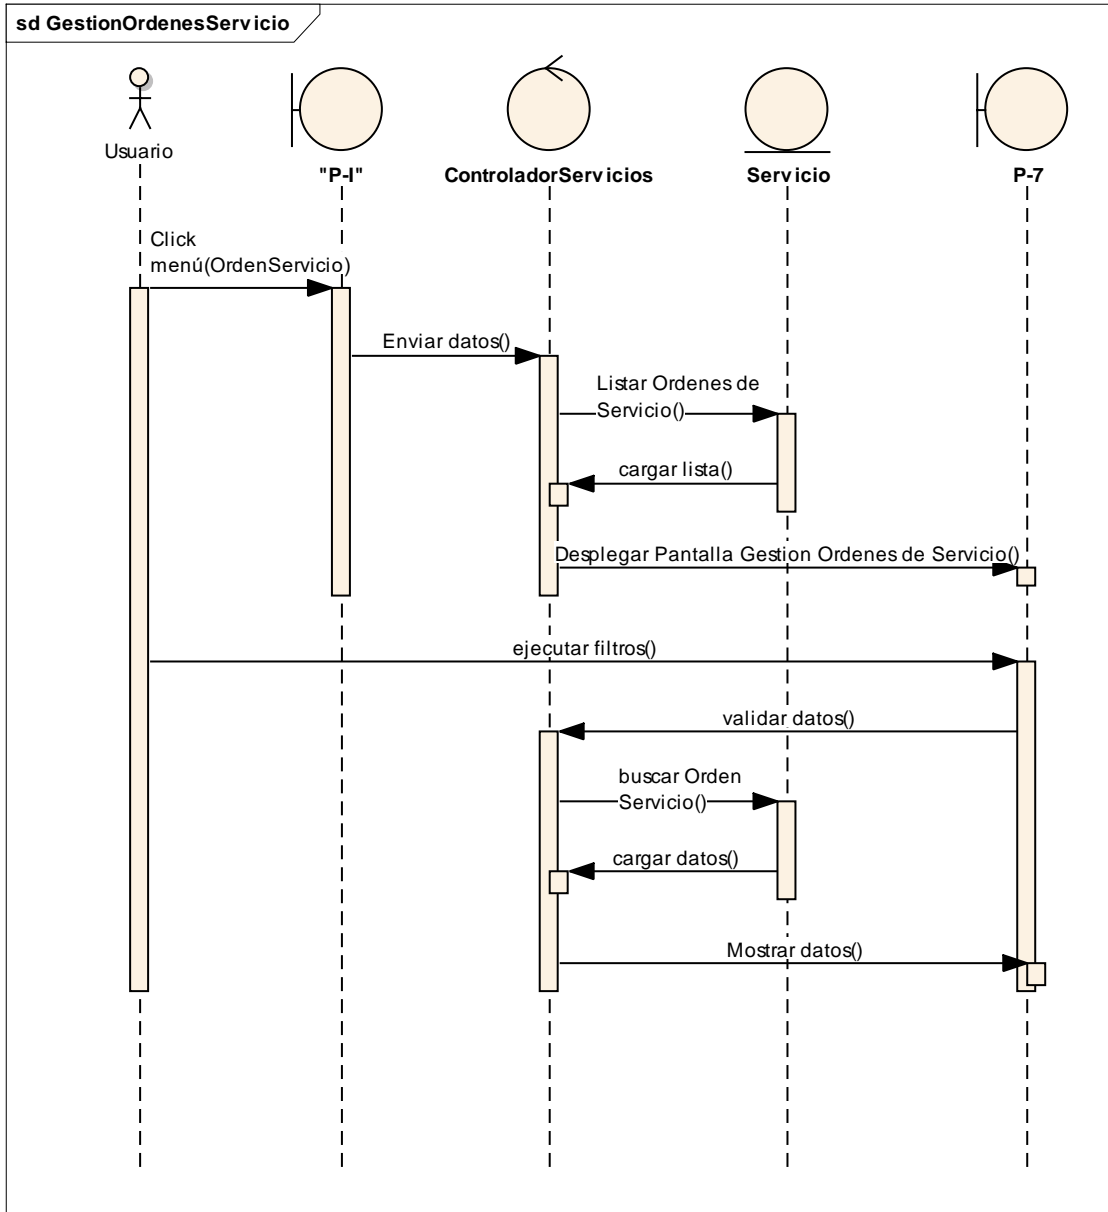 sd GestionOrdenesServicio
Usuario
"P-I"
ControladorServicios
Servicio
P-7
Click
menú(OrdenServicio)
Enviar datos()
Listar Ordenes de
Servicio()
cargar lista()
Desplegar Pantalla Gestion Ordenes de Servicio()
ejecutar filtros()
validar datos()
buscar Orden
Servicio()
cargar datos()
Mostrar datos()